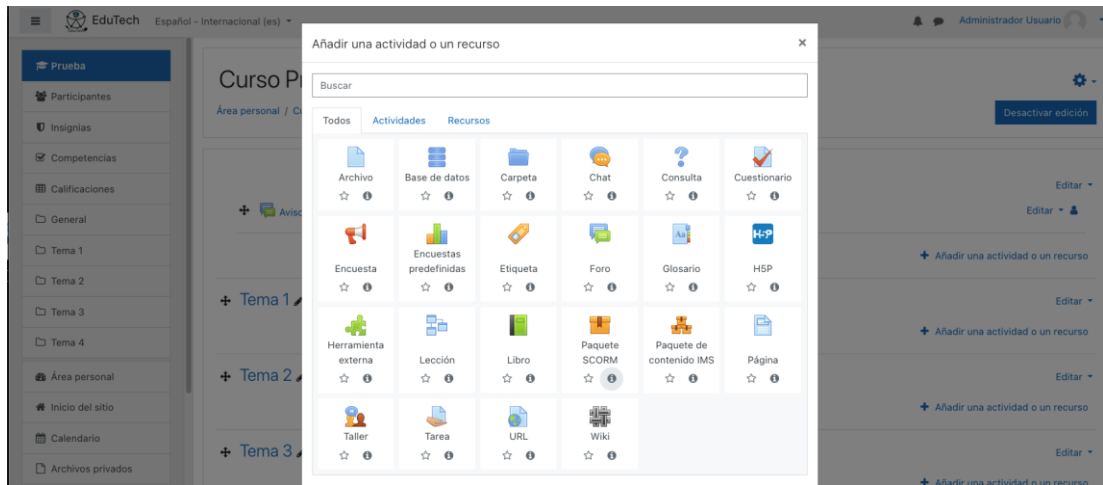 EduTech Español - Internacional (es)
Administrador Usuario
Prueba
Participantes
Insignias
Competencias
Calificaciones
General
Tema 1
Tema 2
Tema 3
Tema 4
Área personal
Inicio del sitio
Calendario
Archivos privados
Área personal /
Desactivar edición
Editar
Editar
Añadir una actividad o un recurso
Tema 1
Editar
Añadir una actividad o un recurso
Tema 2
Editar
Añadir una actividad o un recurso
Tema 3
Editar
Añadir una actividad o un recurso
Curso
Añadir una actividad o un recurso
Buscar
Todos Actividades Recursos
Archivo Base de datos Carpeta Chat Consulta Cuestionario
Encuesta Encuestas predefinidas Etiqueta Foro Glosario H5P
Herramienta externa Lección Libro Paquete SCORM Paquete de contenido IMS Página
Taller Tarea URL Wiki